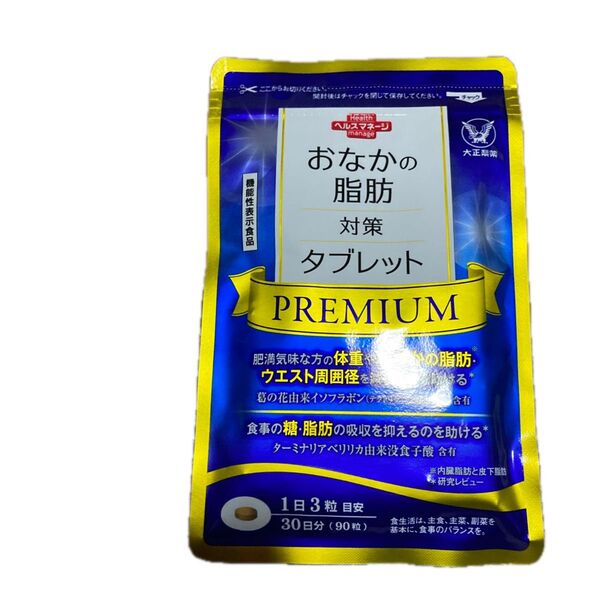 ここからお切りください。
開封後はチャックを閉じて保存してください。
チャック
Health
ヘルスマネージ
manage
大正製薬
機能性表示食品
おなかの
脂肪
対策
タブレット
PREMIUM
肥満気味な方の体重や の脂肪・
ウエスト周囲径を ける*
葛の花由来イソフラボン 含有
食事の糖・脂肪の吸収を抑えるのを助ける*
ターミナリアベリリカ由来没食子酸 含有
※内臓脂肪と皮下脂肪
*研究レビュー
1日3粒 目安
30日分(90粒)
食生活は、主食、主菜、副菜を
基本に、食事のバランスを。